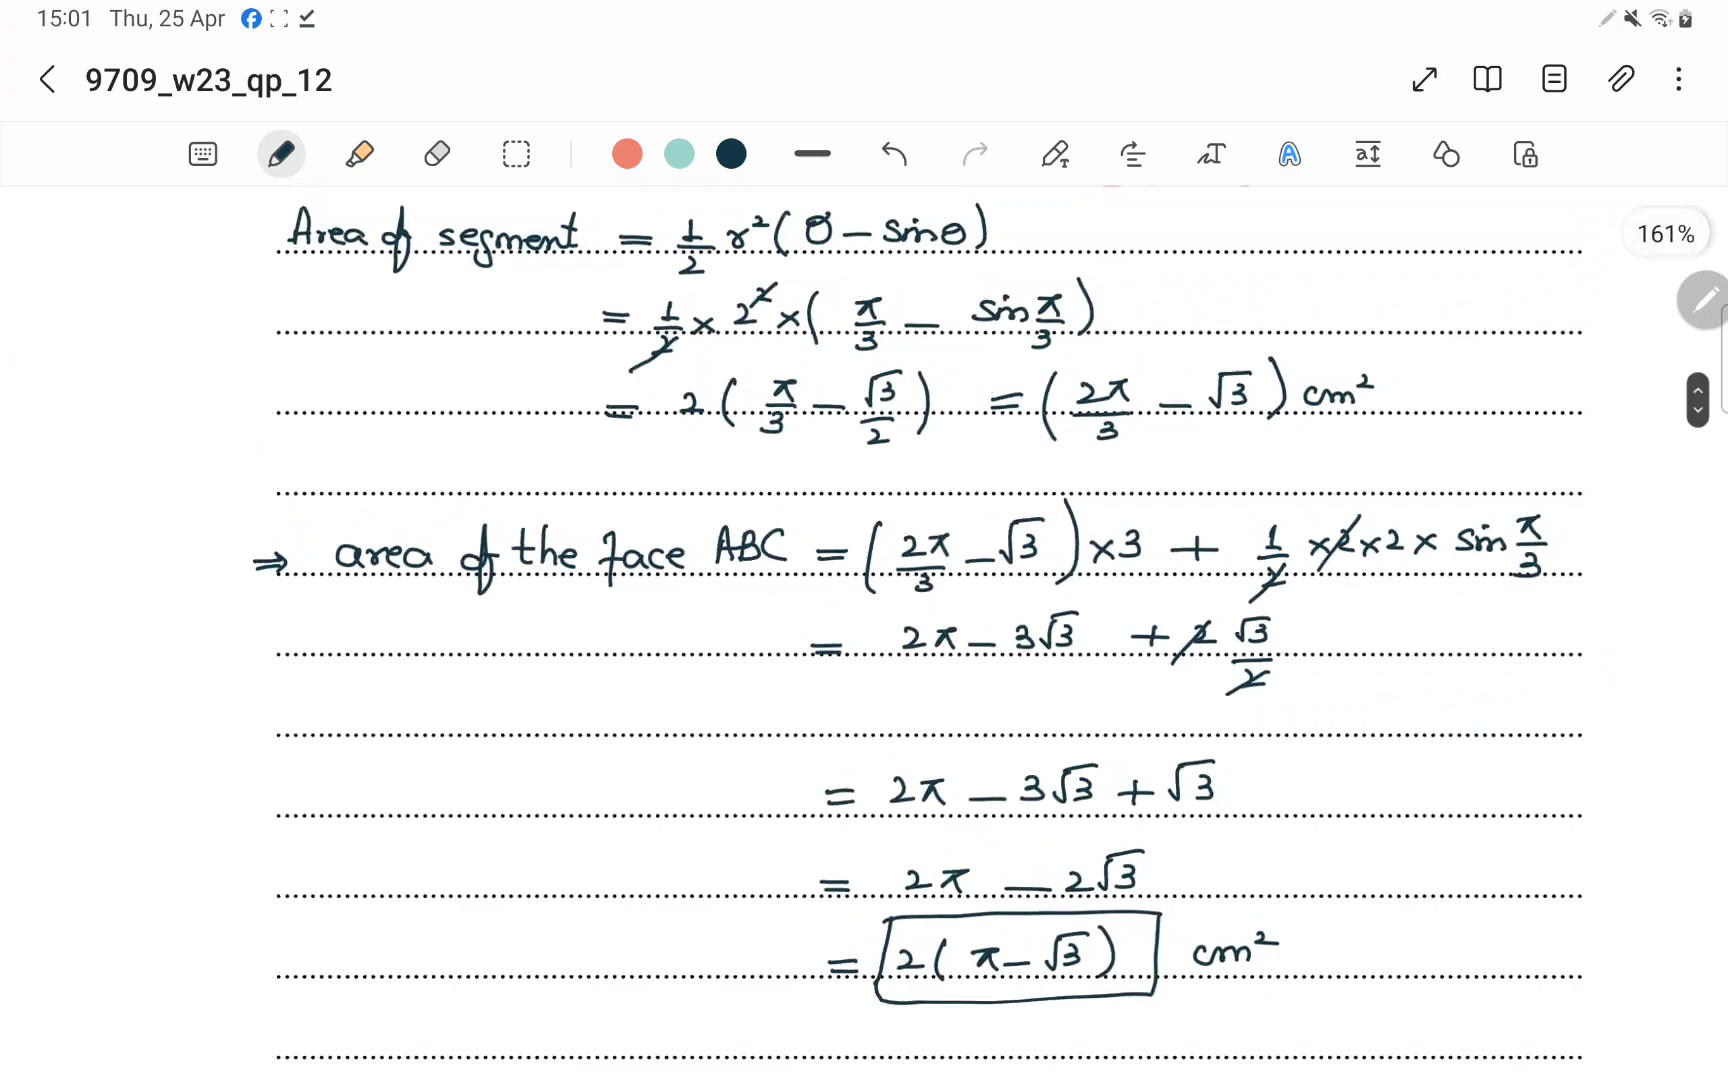 15:01 Thu, 25 Apr
9709_w23_qp_12
161%
Area of segment = 1/2 r²(θ − sinθ)
= 1/2 × 2² × (π/3 − sin π/3)
= 2(π/3 − √3/2) = (2π/3 − √3) cm²
⇒ area of the face ABC = (2π/3 − √3) × 3 + 1/2 × 2 × 2 × sin π/3
= 2π − 3√3 + 2 √3/2
= 2π − 3√3 + √3
= 2π − 2√3
= 2(π − √3) cm²